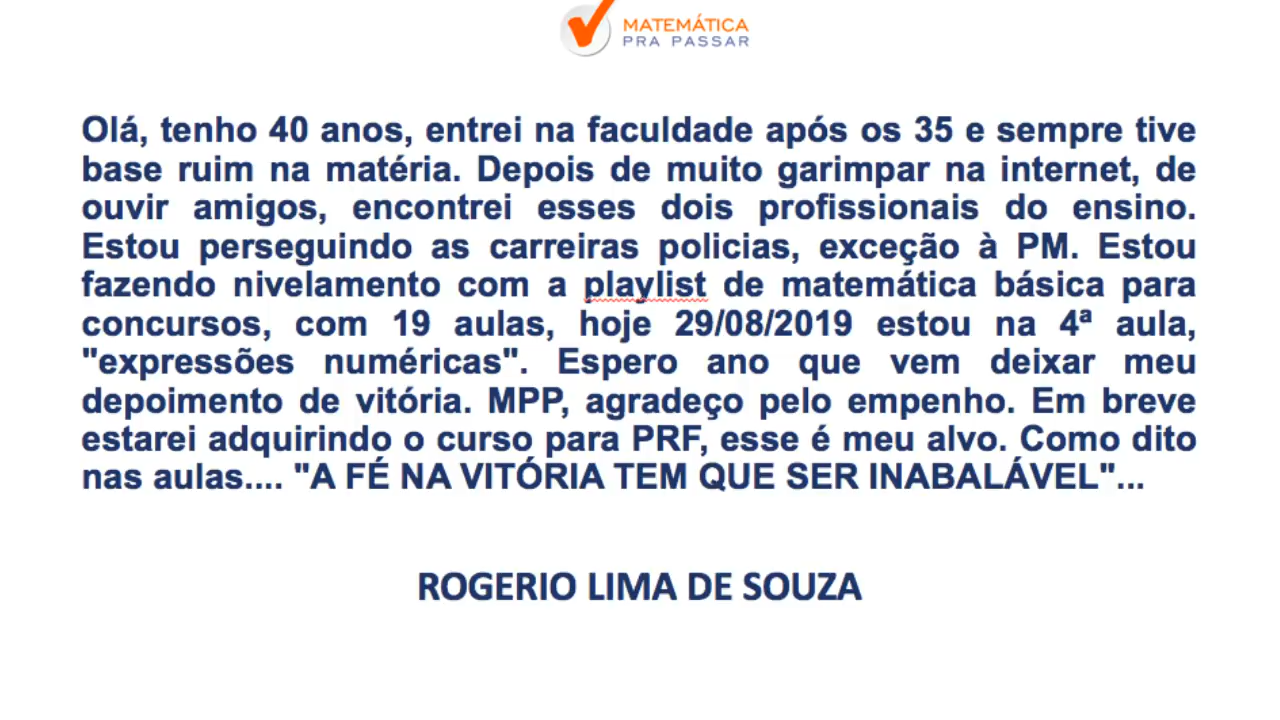 MATEMÁTICA
PRA PASSAR
Olá, tenho 40 anos, entrei na faculdade após os 35 e sempre tive
base ruim na matéria. Depois de muito garimpar na internet, de
ouvir amigos, encontrei esses dois profissionais do ensino.
Estou perseguindo as carreiras policias, exceção à PM. Estou
fazendo nivelamento com a playlist de matemática básica para
concursos, com 19 aulas, hoje 29/08/2019 estou na 4ª aula,
"expressões numéricas". Espero ano que vem deixar meu
depoimento de vitória. MPP, agradeço pelo empenho. Em breve
estarei adquirindo o curso para PRF, esse é meu alvo. Como dito
nas aulas.... "A FÉ NA VITÓRIA TEM QUE SER INABALÁVEL"...
ROGERIO LIMA DE SOUZA